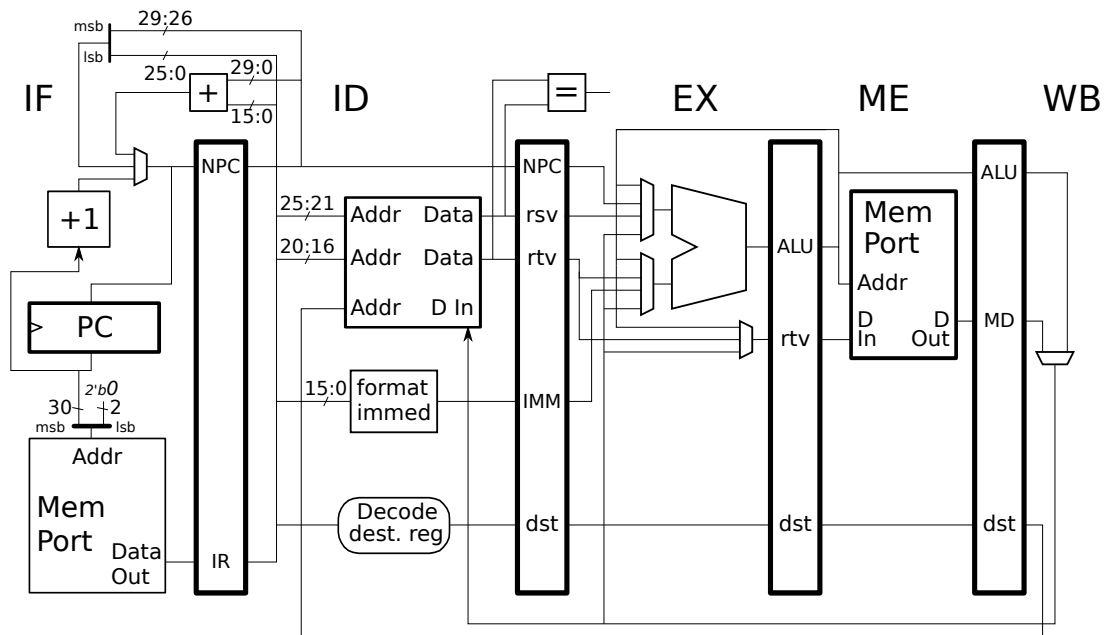 msb
29:26
lsb
25:0
29:0
15:0
+
=
IF
ID
EX
ME
WB
NPC
NPC
ALU
+1
25:21
Addr
Data
rsv
20:16
Addr
Data
rtv
Addr
D In
ALU
Mem
Port
Addr
D
In
D
Out
MD
PC
rtv
2'b0
30
2
msb
lsb
15:0
format
immed
IMM
Addr
Mem
Port
Data
Out
IR
Decode
dest. reg
dst
dst
dst